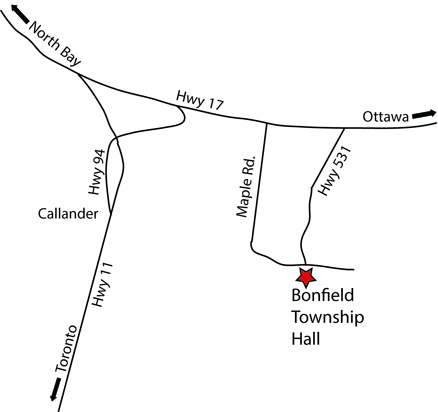 North Bay
Hwy 17
Ottawa
Hwy 94
Maple Rd.
Hwy 531
Callander
Hwy 11
Bonfield
Township
Hall
Toronto